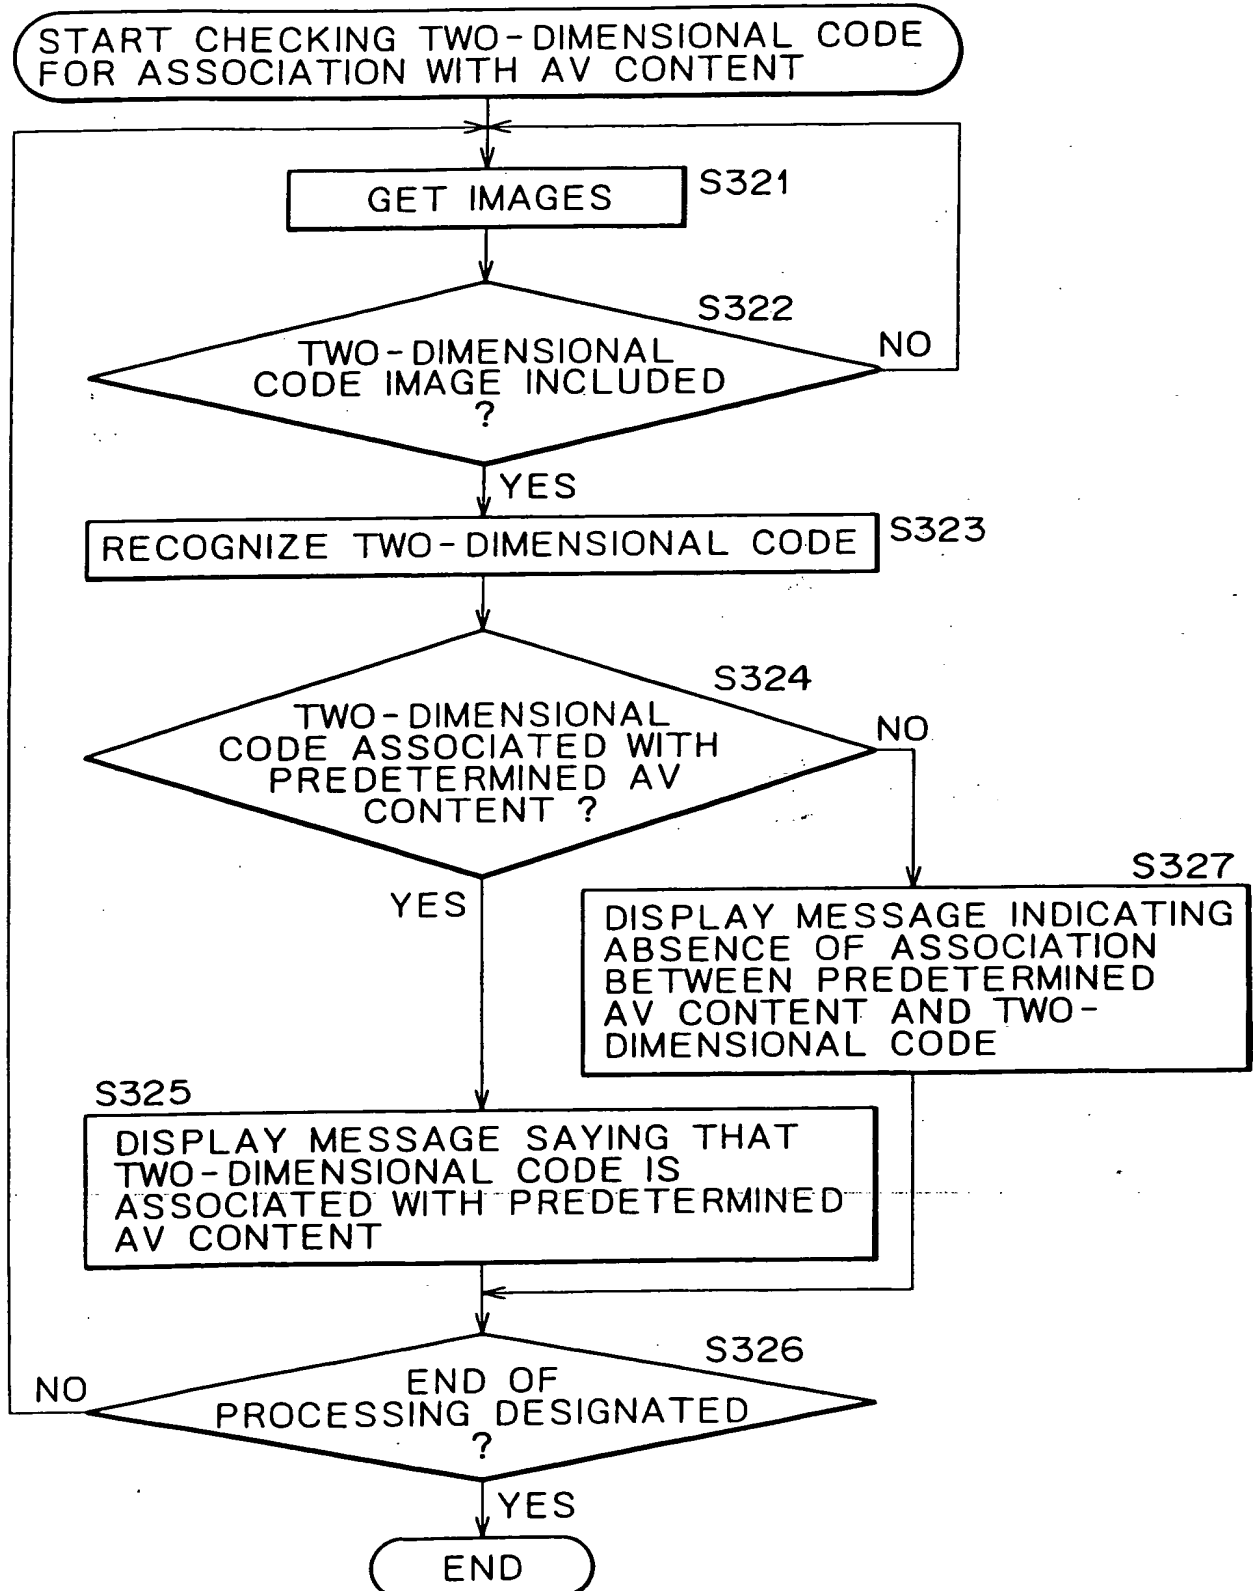 START CHECKING TWO-DIMENSIONAL CODE
FOR ASSOCIATION WITH AV CONTENT
GET IMAGES
S321
S322
TWO-DIMENSIONAL
CODE IMAGE INCLUDED
?
NO
YES
RECOGNIZE TWO-DIMENSIONAL CODE
S323
S324
TWO-DIMENSIONAL
CODE ASSOCIATED WITH
PREDETERMINED AV
CONTENT ?
NO
YES
S327
DISPLAY MESSAGE INDICATING
ABSENCE OF ASSOCIATION
BETWEEN PREDETERMINED
AV CONTENT AND TWO-
DIMENSIONAL CODE
S325
DISPLAY MESSAGE SAYING THAT
TWO-DIMENSIONAL CODE IS
ASSOCIATED WITH PREDETERMINED
AV CONTENT
S326
END OF
PROCESSING DESIGNATED
?
NO
YES
END